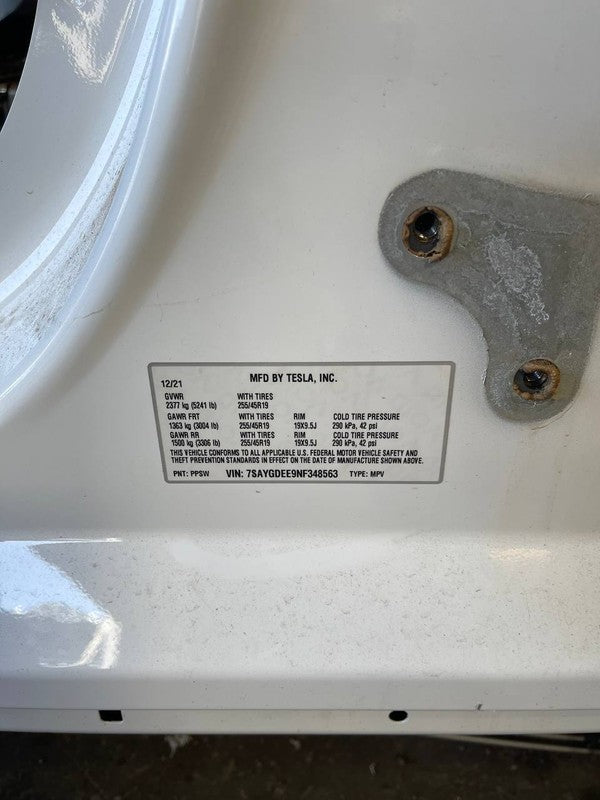 MFD BY TESLA, INC.
12/21
GVWR WITH TIRES
2377 kg (5241 lb) 255/45R19
GAWR FRT WITH TIRES RIM COLD TIRE PRESSURE
1363 kg (3004 lb) 255/45R19 19X9.5J 290 kPa, 42 psi
GAWR RR WITH TIRES RIM COLD TIRE PRESSURE
1500 kg (3306 lb) 255/45R19 19X9.5J 290 kPa, 42 psi
THIS VEHICLE CONFORMS TO ALL APPLICABLE U.S. FEDERAL MOTOR VEHICLE SAFETY AND
THEFT PREVENTION STANDARDS IN EFFECT ON THE DATE OF MANUFACTURE SHOWN ABOVE.
PNT: PPSW VIN: 7SAYGDEE9NF348563 TYPE: MPV